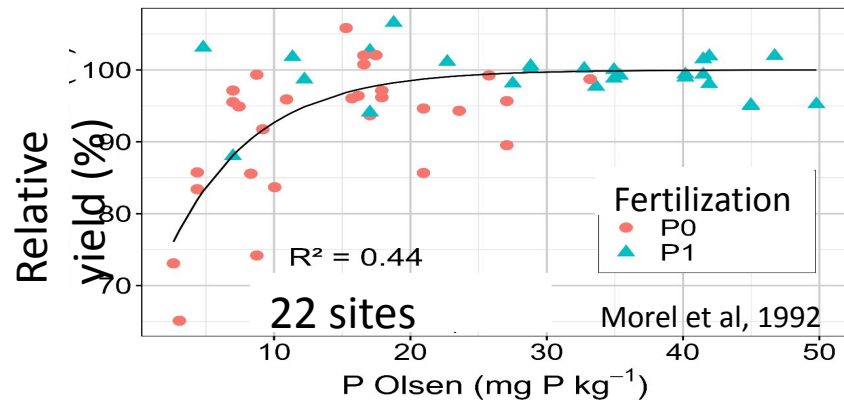 Relative
yield (%)
100
90
80
70
Fertilization
P0
P1
R² = 0.44
22 sites
Morel et al, 1992
10 20 30 40 50
P Olsen (mg P kg⁻¹)